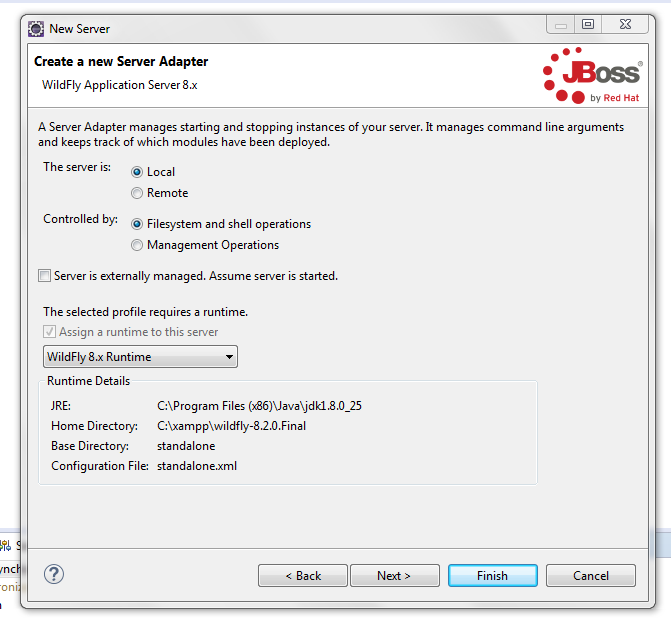 New Server
Create a new Server Adapter
WildFly Application Server 8.x
JBoss®
by Red Hat
A Server Adapter manages starting and stopping instances of your server. It manages command line arguments
and keeps track of which modules have been deployed.
The server is:
Local
Remote
Controlled by:
Filesystem and shell operations
Management Operations
Server is externally managed. Assume server is started.
The selected profile requires a runtime.
Assign a runtime to this server
WildFly 8.x Runtime
Runtime Details
JRE: C:\Program Files (x86)\Java\jdk1.8.0_25
Home Directory: C:\xampp\wildfly-8.2.0.Final
Base Directory: standalone
Configuration File: standalone.xml
?
< Back
Next >
Finish
Cancel